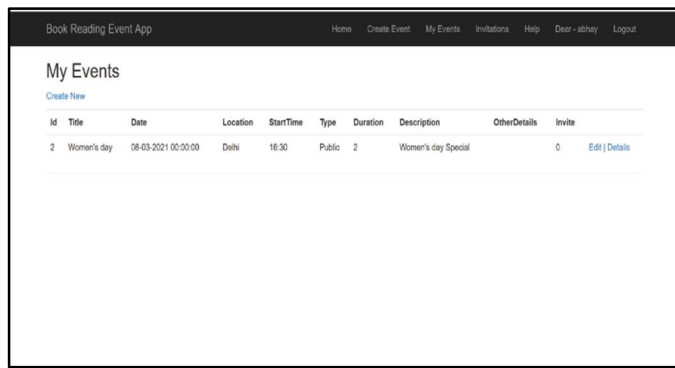 Book Reading Event App Home Create Event My Events Invitations Help Dear - abhay Logout
My Events
Create New
Id Title Date Location StartTime Type Duration Description OtherDetails Invite
2 Women's day 08-03-2021 00:00:00 Delhi 16:30 Public 2 Women's day Special 0 Edit | Details